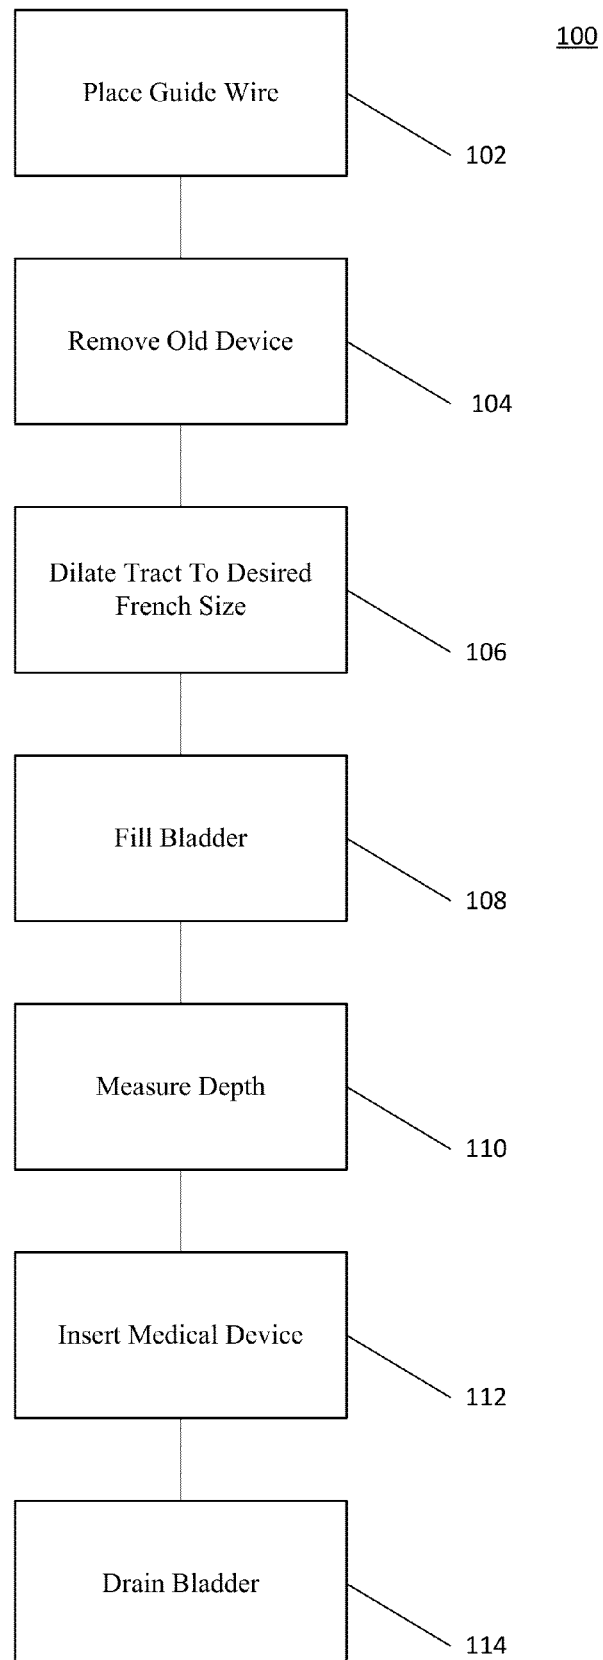 100
Place Guide Wire
102
Remove Old Device
104
Dilate Tract To Desired
French Size
106
Fill Bladder
108
Measure Depth
110
Insert Medical Device
112
Drain Bladder
114